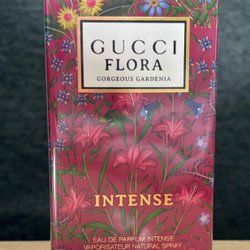 GUCCI
FLORA
GORGEOUS GARDENIA
INTENSE
EAU DE PARFUM INTENSE
VAPORISATEUR NATURAL SPRAY